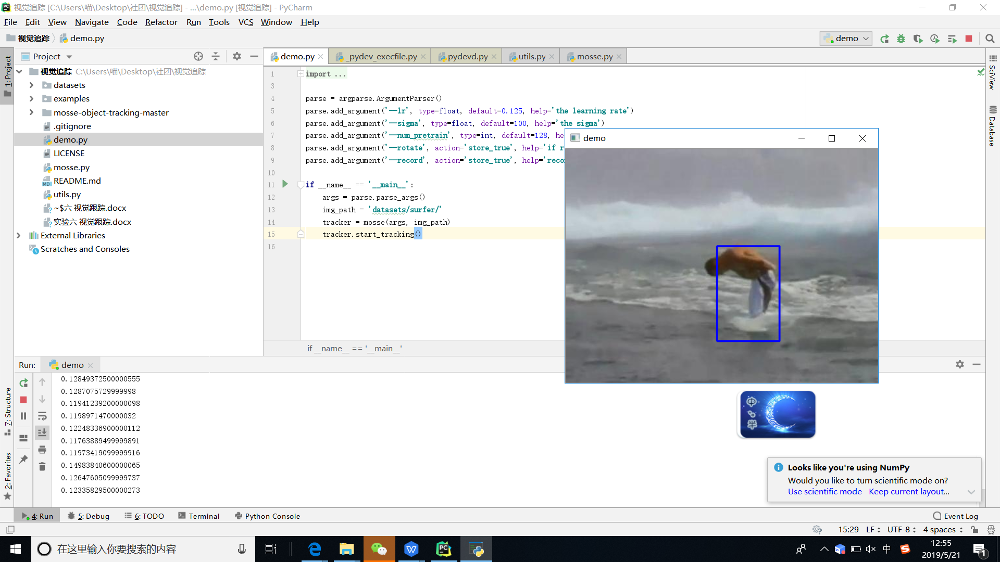 视觉追踪 [C:\Users\喵\Desktop\社团\视觉追踪] - ...\demo.py [视觉追踪] - PyCharm
File Edit View Navigate Code Refactor Run Tools VCS Window Help
视觉追踪 demo.py
demo
Project
demo.py
_pydev_execfile.py
pydevd.py
utils.py
mosse.py
1: Project
视觉追踪 C:\Users\喵\Desktop\社团\视觉追踪
datasets
examples
mosse-object-tracking-master
.gitignore
demo.py
LICENSE
mosse.py
README.md
utils.py
~$六 视觉跟踪.docx
实验六 视觉跟踪.docx
External Libraries
Scratches and Consoles
1 import ...
3
4 parse = argparse.ArgumentParser()
5 parse.add_argument('--lr', type=float, default=0.125, help='the learning rate')
6 parse.add_argument('--sigma', type=float, default=100, help='the sigma')
7 parse.add_argument('--num_pretrain', type=int, default=128, he
8 parse.add_argument('--rotate', action='store_true', help='if r
9 parse.add_argument('--record', action='store_true', help='reco
10
11 if __name__ == '__main__':
12 args = parse.parse_args()
13 img_path = 'datasets/surfer/'
14 tracker = mosse(args, img_path)
15 tracker.start_tracking()
16
if __name__ == '__main__'
SciView
Database
demo
Run: demo
0.12849372500000555
0.1287075729999998
0.11941239200000098
0.1198971470000032
0.12248336900000112
0.11763889499999891
0.11973419099999916
0.14983840600000065
0.12647605099999737
0.12335829500000273
7: Structure
2: Favorites
中
Looks like you're using NumPy
Would you like to turn scientific mode on?
Use scientific mode Keep current layout...
4: Run 5: Debug 6: TODO Terminal Python Console Event Log
15:29 LF UTF-8 4 spaces
在这里输入你要搜索的内容
中
12:55
2019/5/21
1